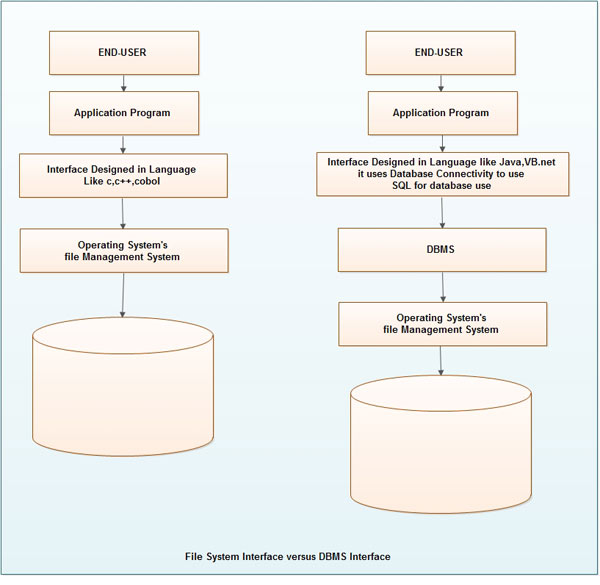 END-USER
Application Program
Interface Designed in Language
Like c,c++,cobol
Operating System's
file Management System
END-USER
Application Program
Interface Designed in Language like Java,VB.net
it uses Database Connectivity to use
SQL for database use
DBMS
Operating System's
file Management System
File System Interface versus DBMS Interface